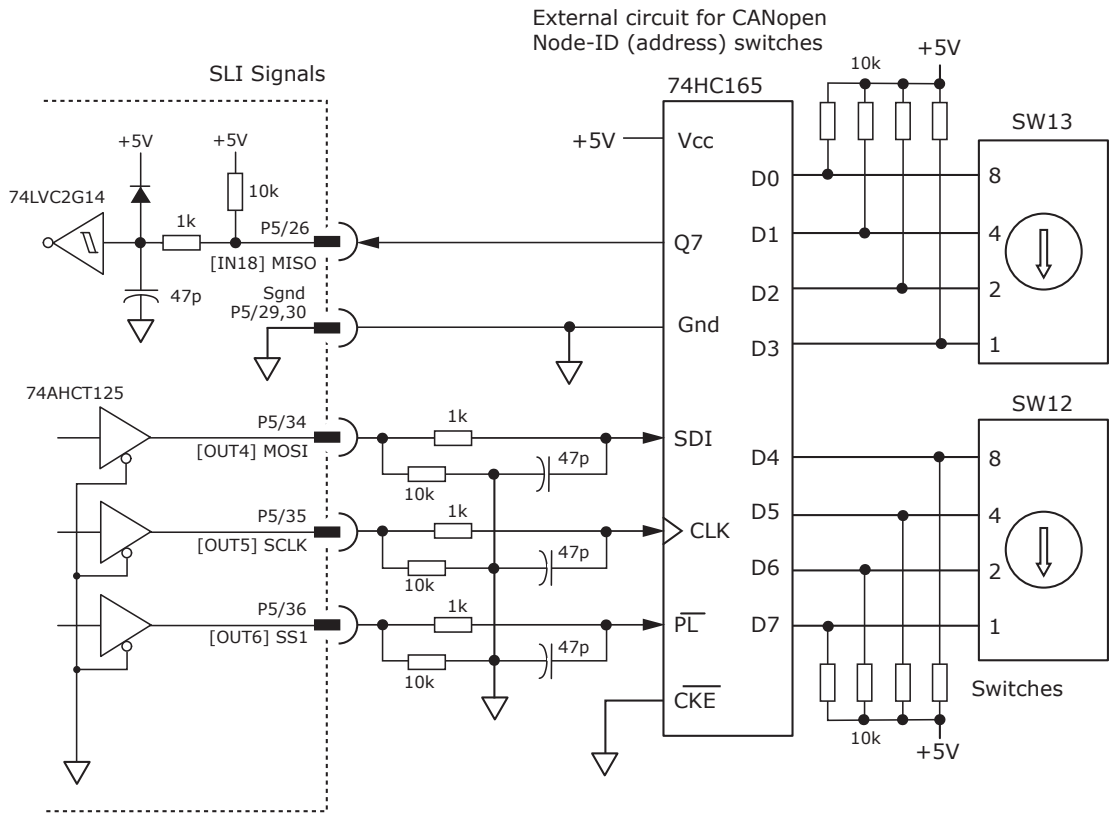 External circuit for CANopen
Node-ID (address) switches
SLI Signals
74HC165
+5V
10k
SW13
+5V
+5V
74LVC2G14
10k
1k
P5/26
[IN18] MISO
47p
Sgnd
P5/29,30
+5V
Vcc
Q7
Gnd
D0
D1
D2
D3
8
4
2
1
74AHCT125
P5/34
[OUT4] MOSI
1k
10k
47p
SDI
P5/35
[OUT5] SCLK
1k
10k
47p
CLK
P5/36
[OUT6] SS1
1k
10k
47p
PL
CKE
D4
D5
D6
D7
SW12
8
4
2
1
Switches
10k
+5V